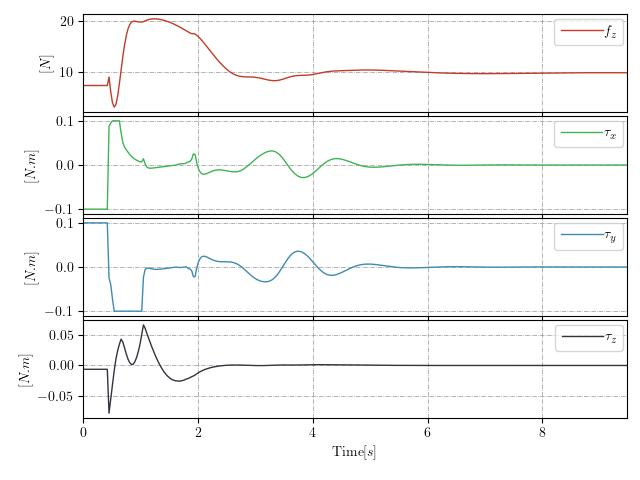 20
10
[N]
f_z
0.1
0.0
−0.1
[N.m]
τ_x
0.1
0.0
−0.1
[N.m]
τ_y
0.05
0.00
−0.05
[N.m]
τ_z
0 2 4 6 8
Time[s]